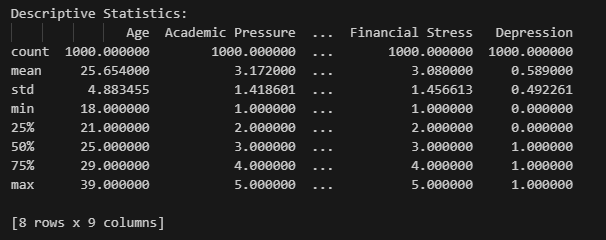 Descriptive Statistics:
Age Academic Pressure ... Financial Stress Depression
count 1000.000000 1000.000000 ... 1000.000000 1000.000000
mean 25.654000 3.172000 ... 3.080000 0.589000
std 4.883455 1.418601 ... 1.456613 0.492261
min 18.000000 1.000000 ... 1.000000 0.000000
25% 21.000000 2.000000 ... 2.000000 0.000000
50% 25.000000 3.000000 ... 3.000000 1.000000
75% 29.000000 4.000000 ... 4.000000 1.000000
max 39.000000 5.000000 ... 5.000000 1.000000
[8 rows x 9 columns]